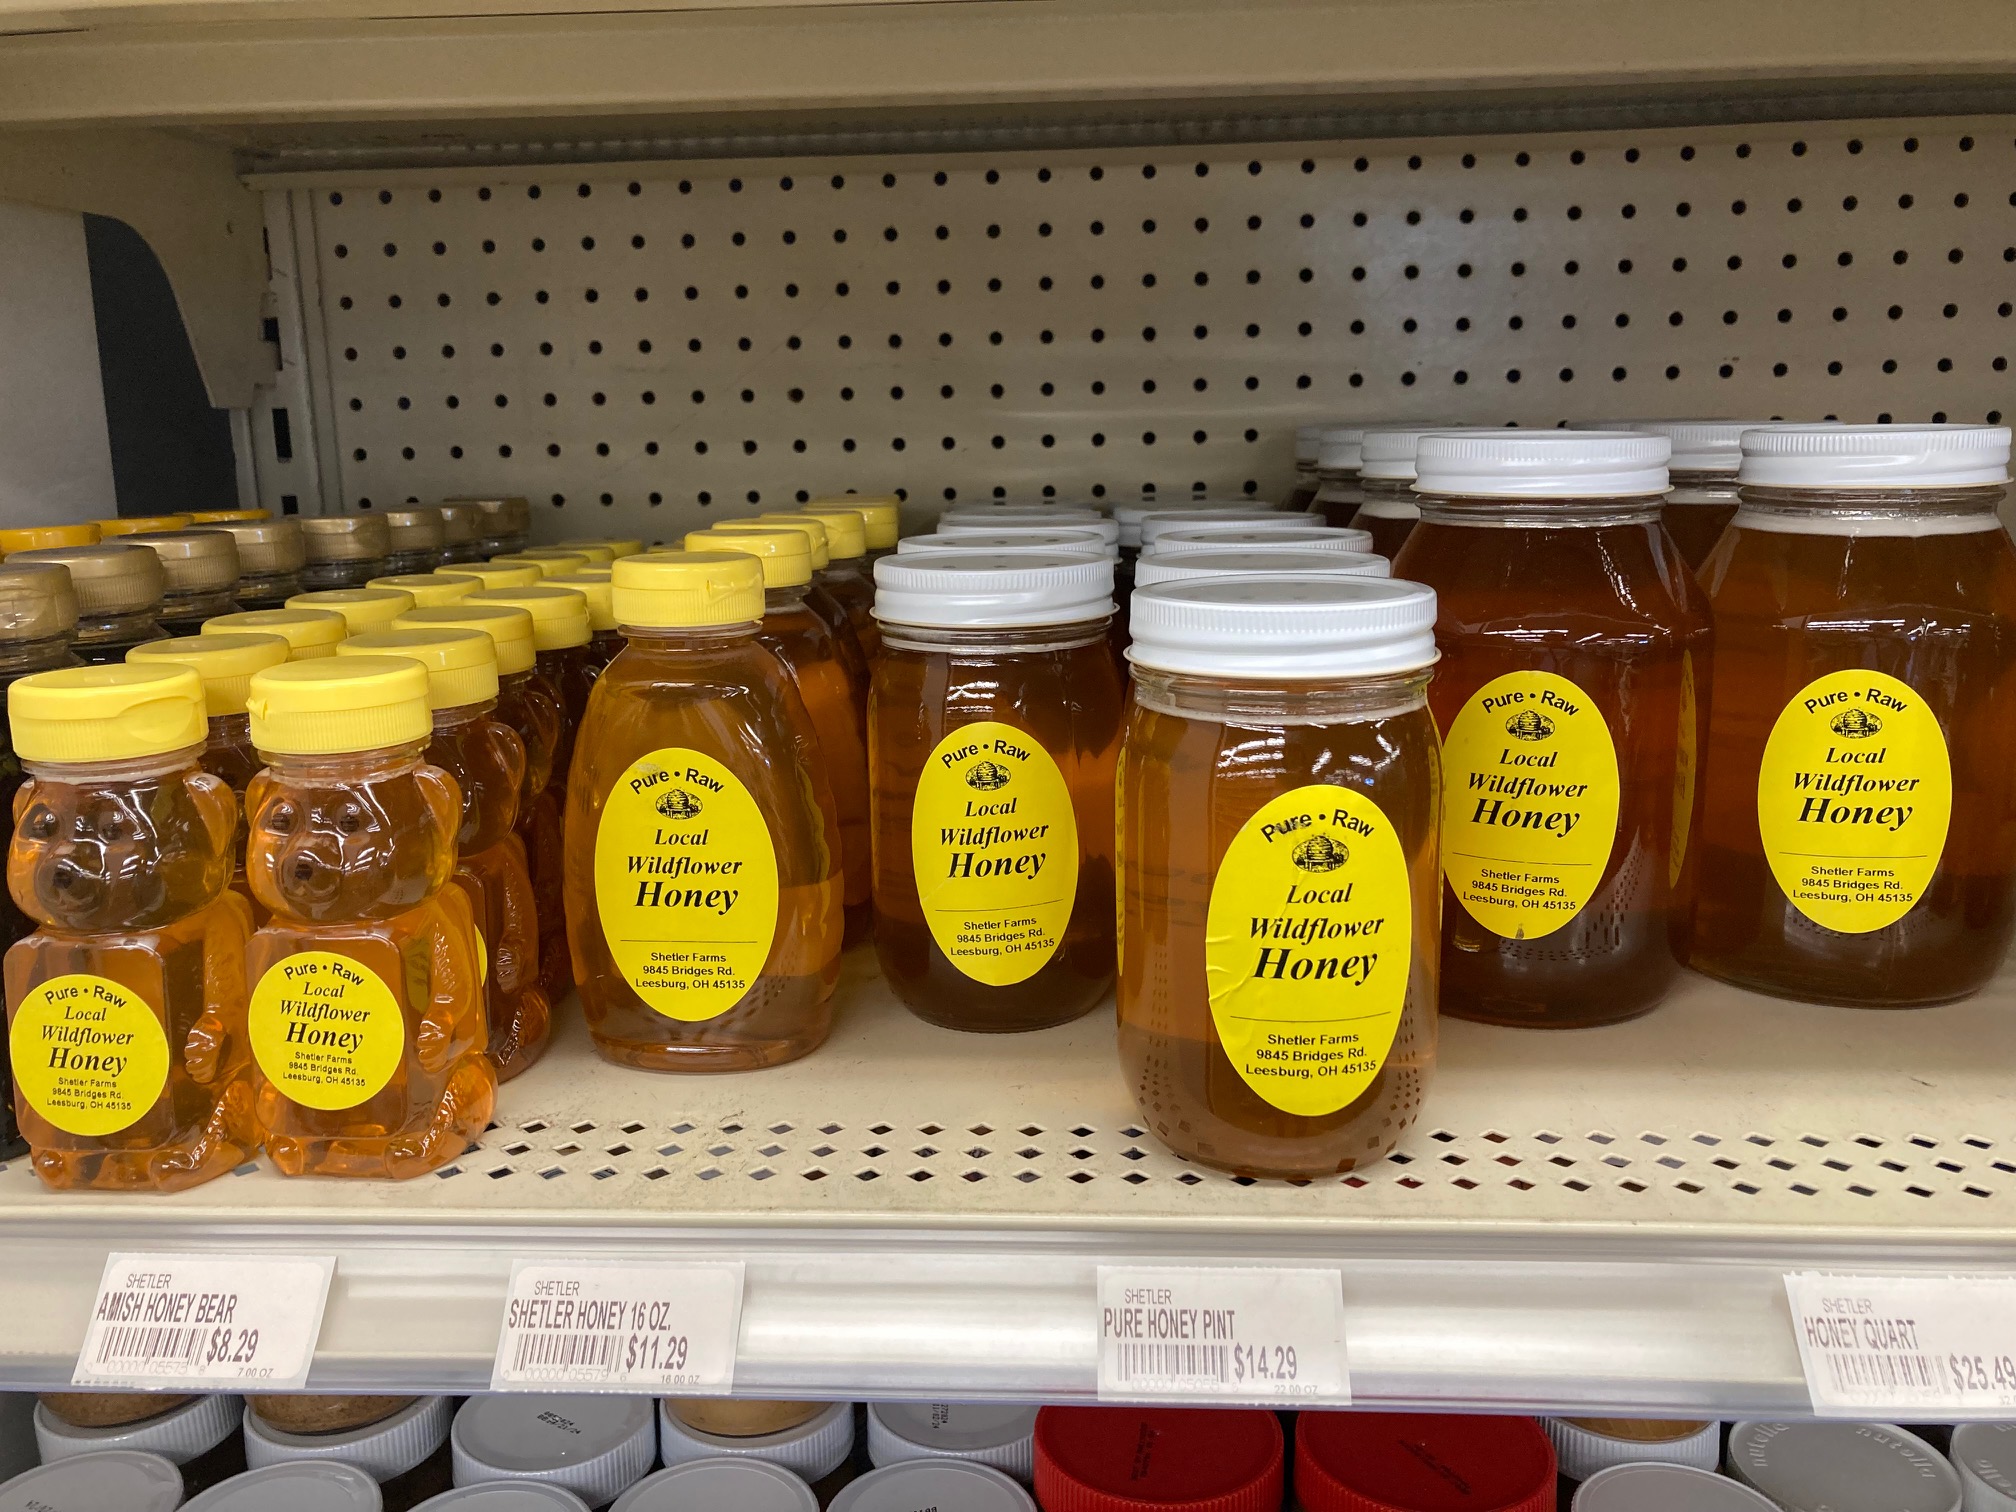 Pure • Raw
Local
Wildflower
Honey
Shetler Farms
9845 Bridges Rd.
Leesburg, OH 45135
Pure • Raw
Local
Wildflower
Honey
Shetler Farms
9845 Bridges Rd.
Leesburg, OH 45135
Pure • Raw
Local
Wildflower
Honey
Shetler Farms
9845 Bridges Rd.
Leesburg, OH 45135
Pure • Raw
Local
Wildflower
Honey
Shetler Farms
9845 Bridges Rd.
Leesburg, OH 45135
Pure • Raw
Local
Wildflower
Honey
Shetler Farms
9845 Bridges Rd.
Leesburg, OH 45135
Pure • Raw
Local
Wildflower
Honey
Shetler Farms
9845 Bridges Rd.
Leesburg, OH 45135
Pure • Raw
Local
Wildflower
Honey
Shetler Farms
9845 Bridges Rd.
Leesburg, OH 45135
SHETLER
AMISH HONEY BEAR
$8.29
7.00 OZ
SHETLER
SHETLER HONEY 16 OZ.
$11.29
16.00 OZ
SHETLER
PURE HONEY PINT
$14.29
22.00 OZ
SHETLER
HONEY QUART
$25.49
nutella
nutella